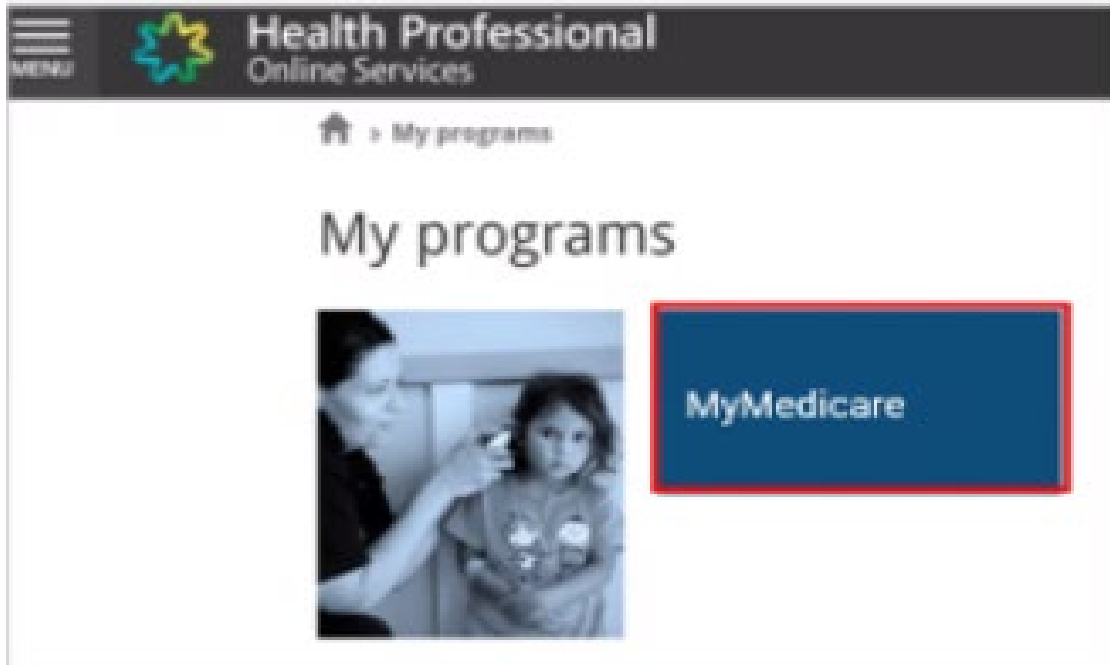 MENU
Health Professional
Online Services
> My programs
My programs
MyMedicare